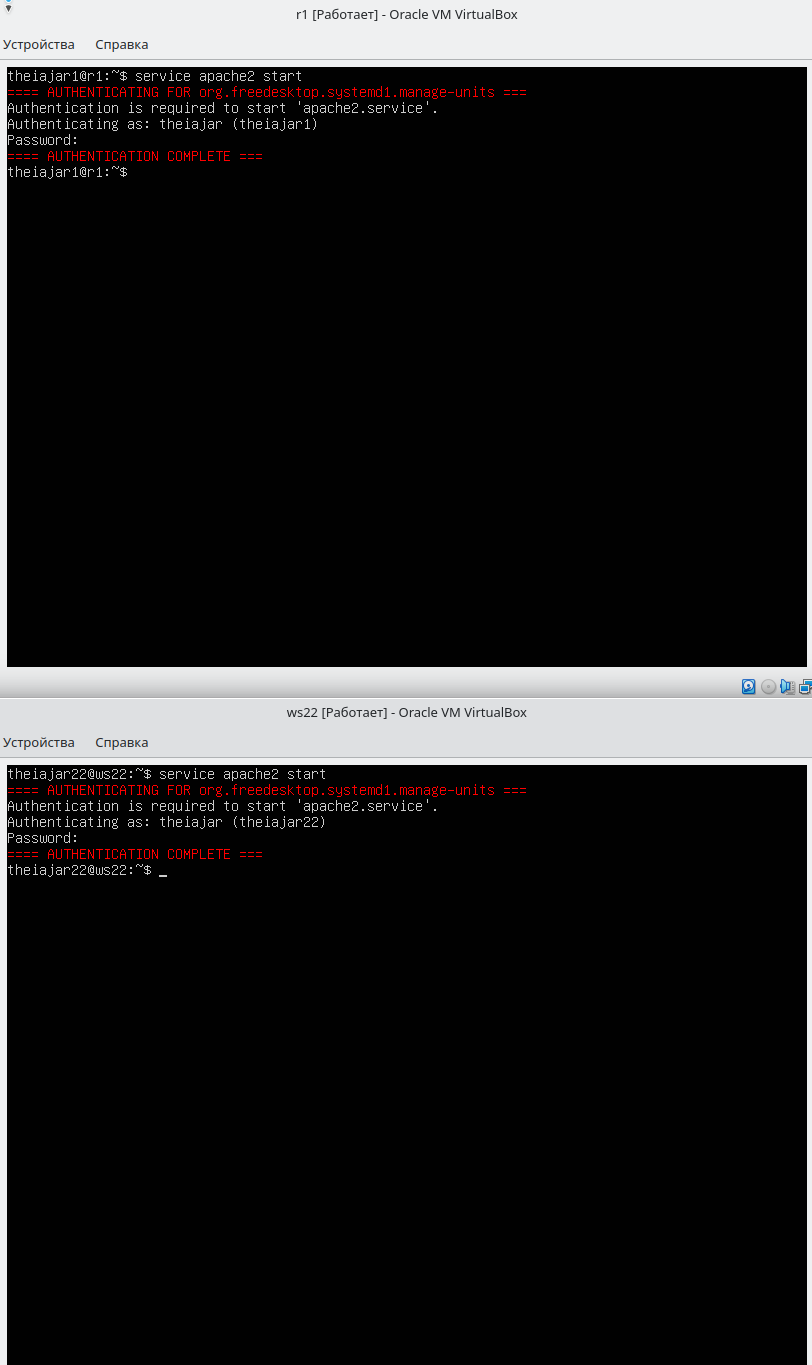 r1 [Работает] - Oracle VM VirtualBox
Устройства Справка
theiajar1@r1:~$ service apache2 start
==== AUTHENTICATING FOR org.freedesktop.systemd1.manage-units ===
Authentication is required to start 'apache2.service'.
Authenticating as: theiajar (theiajar1)
Password:
==== AUTHENTICATION COMPLETE ===
theiajar1@r1:~$
ws22 [Работает] - Oracle VM VirtualBox
Устройства Справка
theiajar22@ws22:~$ service apache2 start
==== AUTHENTICATING FOR org.freedesktop.systemd1.manage-units ===
Authentication is required to start 'apache2.service'.
Authenticating as: theiajar (theiajar22)
Password:
==== AUTHENTICATION COMPLETE ===
theiajar22@ws22:~$ _